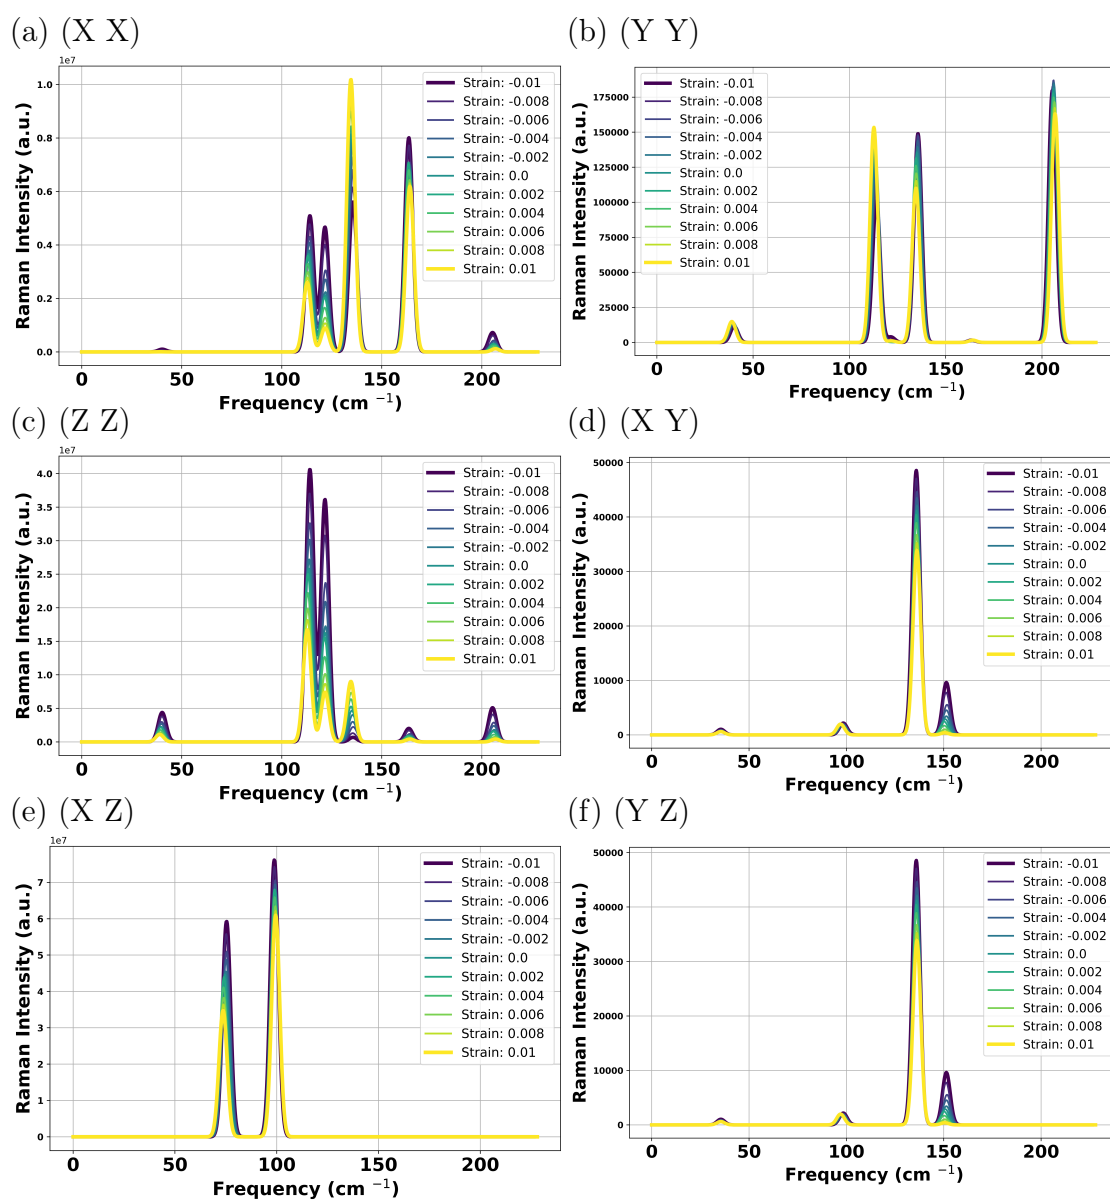 (a) (X X)
1e7
Raman Intensity (a.u.)
1.0
0.8
0.6
0.4
0.2
0.0
0 50 100 150 200
Frequency (cm ⁻¹)
Strain: -0.01
Strain: -0.008
Strain: -0.006
Strain: -0.004
Strain: -0.002
Strain: 0.0
Strain: 0.002
Strain: 0.004
Strain: 0.006
Strain: 0.008
Strain: 0.01
(b) (Y Y)
Raman Intensity (a.u.)
175000
150000
125000
100000
75000
50000
25000
0
0 50 100 150 200
Frequency (cm ⁻¹)
Strain: -0.01
Strain: -0.008
Strain: -0.006
Strain: -0.004
Strain: -0.002
Strain: 0.0
Strain: 0.002
Strain: 0.004
Strain: 0.006
Strain: 0.008
Strain: 0.01
(c) (Z Z)
1e7
Raman Intensity (a.u.)
4.0
3.5
3.0
2.5
2.0
1.5
1.0
0.5
0.0
0 50 100 150 200
Frequency (cm ⁻¹)
Strain: -0.01
Strain: -0.008
Strain: -0.006
Strain: -0.004
Strain: -0.002
Strain: 0.0
Strain: 0.002
Strain: 0.004
Strain: 0.006
Strain: 0.008
Strain: 0.01
(d) (X Y)
Raman Intensity (a.u.)
50000
40000
30000
20000
10000
0
0 50 100 150 200
Frequency (cm ⁻¹)
Strain: -0.01
Strain: -0.008
Strain: -0.006
Strain: -0.004
Strain: -0.002
Strain: 0.0
Strain: 0.002
Strain: 0.004
Strain: 0.006
Strain: 0.008
Strain: 0.01
(e) (X Z)
1e7
Raman Intensity (a.u.)
7
6
5
4
3
2
1
0
0 50 100 150 200
Frequency (cm ⁻¹)
Strain: -0.01
Strain: -0.008
Strain: -0.006
Strain: -0.004
Strain: -0.002
Strain: 0.0
Strain: 0.002
Strain: 0.004
Strain: 0.006
Strain: 0.008
Strain: 0.01
(f) (Y Z)
Raman Intensity (a.u.)
50000
40000
30000
20000
10000
0
0 50 100 150 200
Frequency (cm ⁻¹)
Strain: -0.01
Strain: -0.008
Strain: -0.006
Strain: -0.004
Strain: -0.002
Strain: 0.0
Strain: 0.002
Strain: 0.004
Strain: 0.006
Strain: 0.008
Strain: 0.01